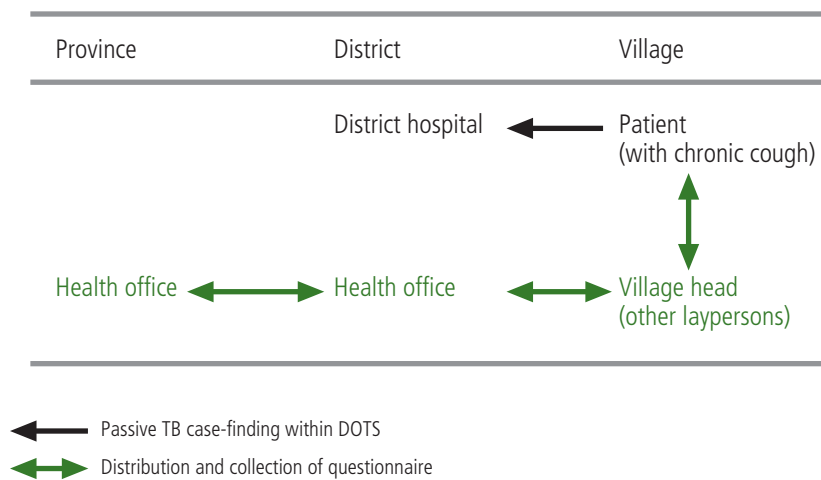 Province District Village
District hospital Patient
(with chronic cough)
Health office Health office Village head
(other laypersons)
Passive TB case-finding within DOTS
Distribution and collection of questionnaire